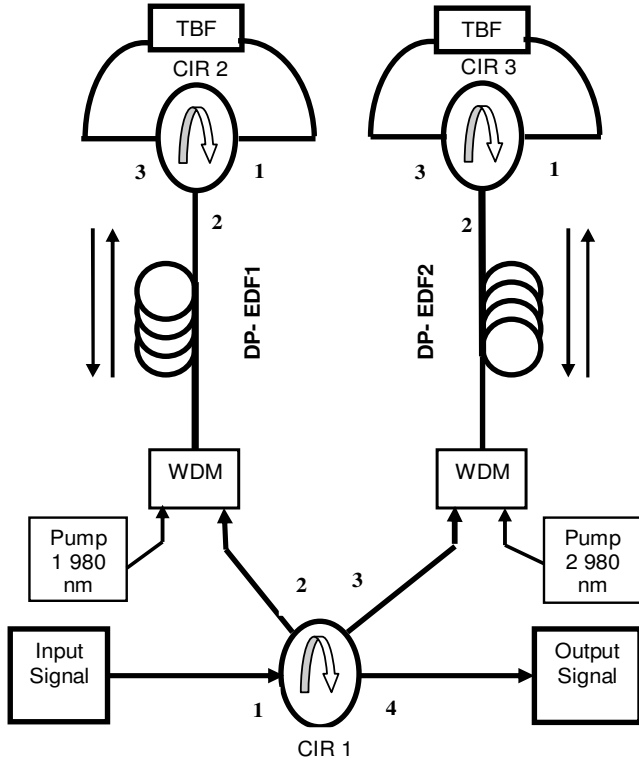 TBF
CIR 2
3
1
2
DP- EDF1
WDM
Pump
1 980
nm
TBF
CIR 3
3
1
2
DP- EDF2
WDM
Pump
2 980
nm
2
3
Input
Signal
1
4
Output
Signal
CIR 1